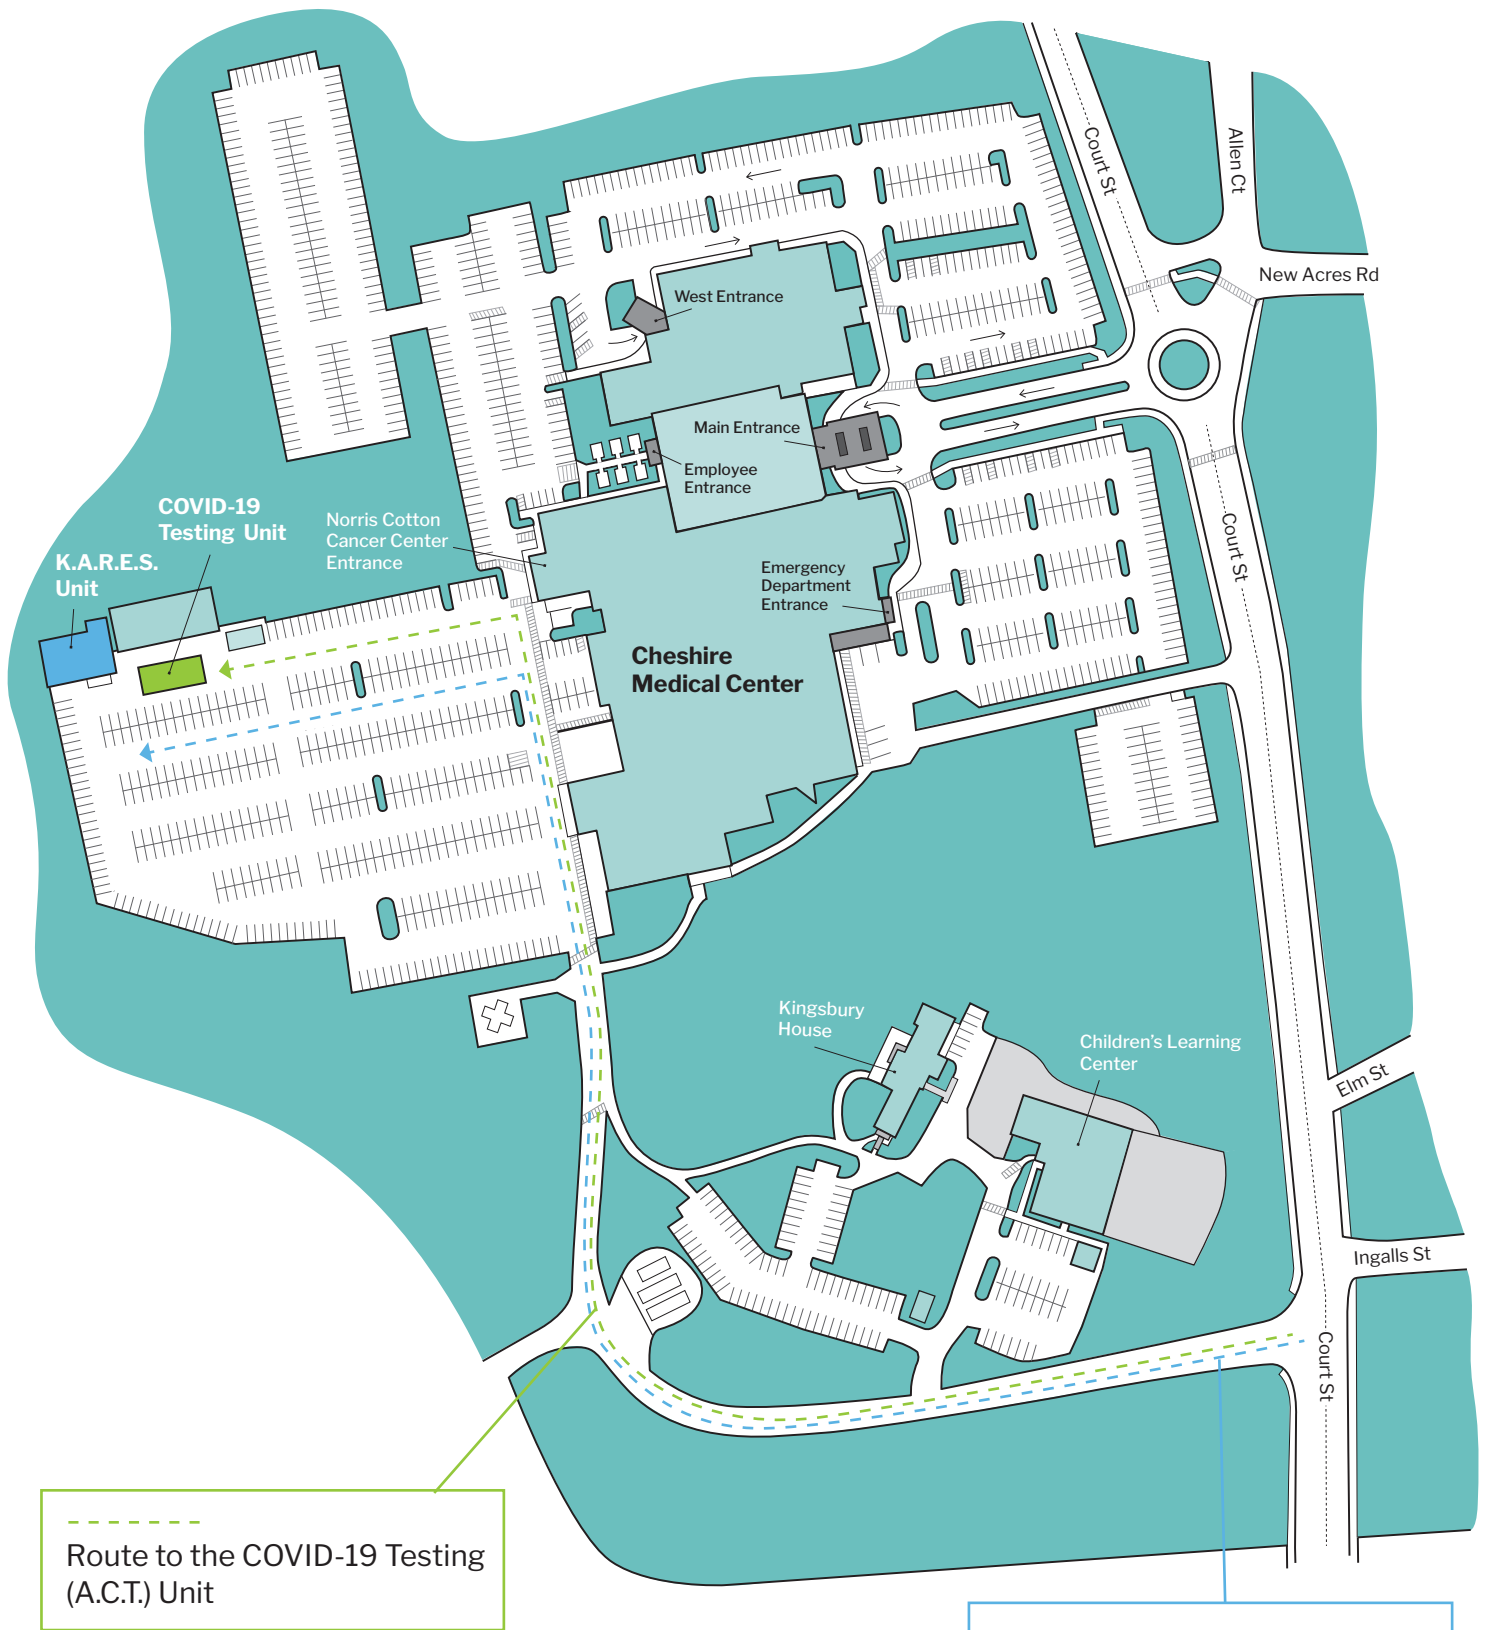 Court St
Allen Ct
New Acres Rd
West Entrance
Main Entrance
Employee
Entrance
COVID-19
Testing Unit
Norris Cotton
Cancer Center
Entrance
K.A.R.E.S.
Unit
Court St
Emergency
Department
Entrance
Cheshire
Medical Center
Kingsbury
House
Children's Learning
Center
Elm St
Ingalls St
Court St
Route to the COVID-19 Testing
(A.C.T.) Unit